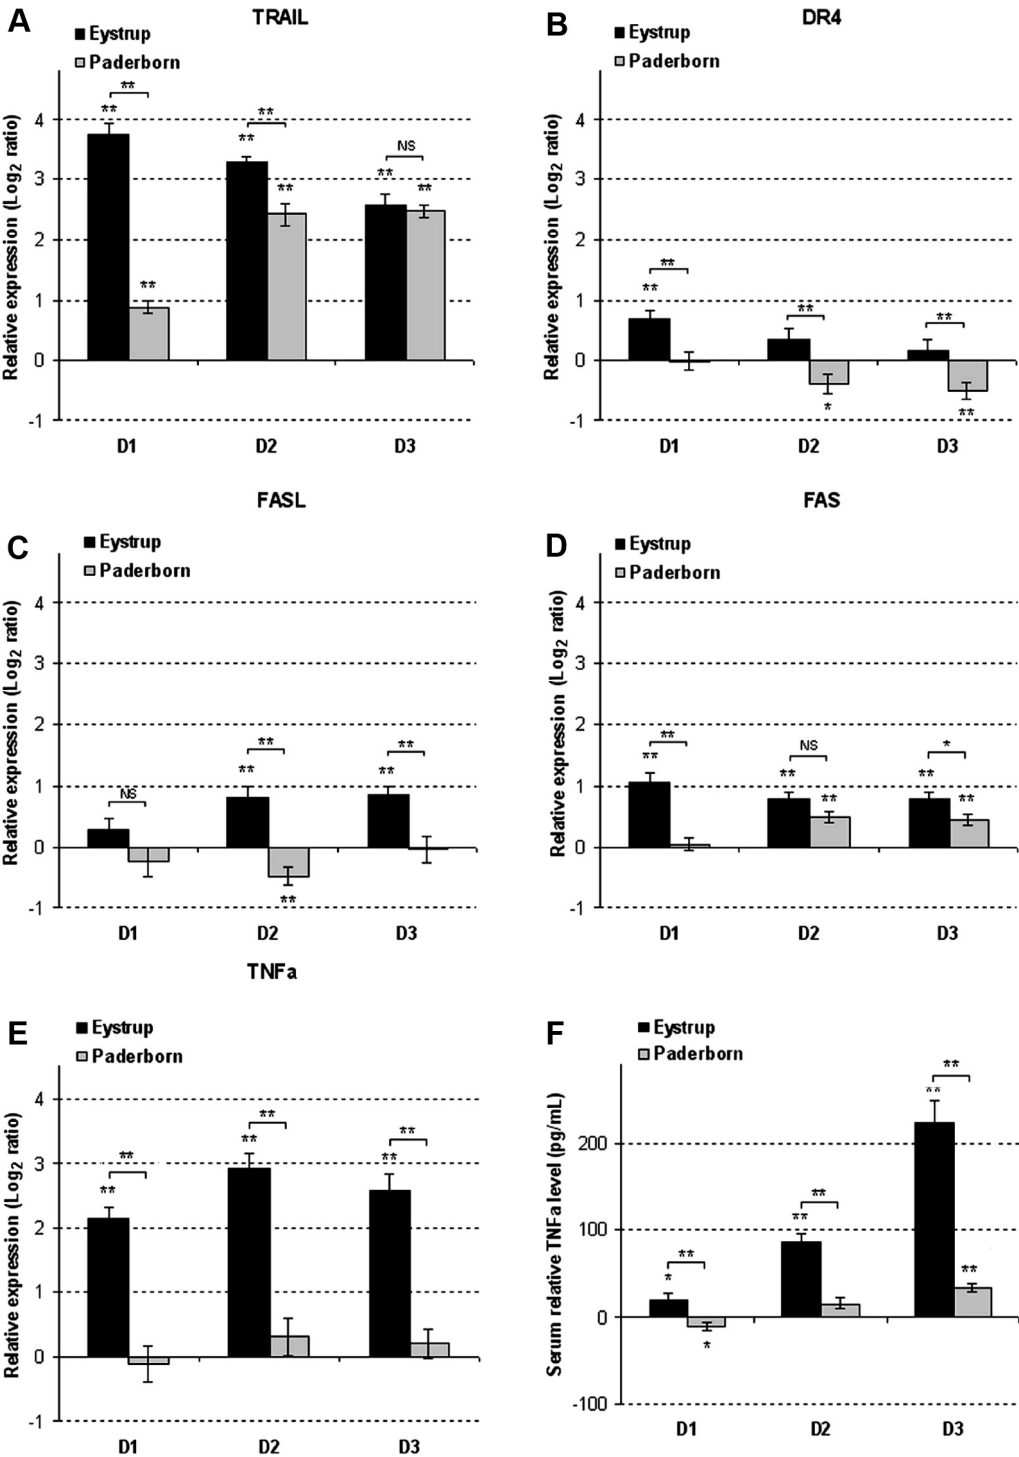 A
TRAIL
Eystrup
Paderborn
Relative expression (Log2 ratio)
4
3
2
1
0
-1
** ** **
** ** **
** NS **
D1 D2 D3
B
DR4
Eystrup
Paderborn
Relative expression (Log2 ratio)
4
3
2
1
0
-1
** **
** *
** **
D1 D2 D3
C
FASL
Eystrup
Paderborn
Relative expression (Log2 ratio)
4
3
2
1
0
-1
NS
** ** **
** **
D1 D2 D3
D
FAS
Eystrup
Paderborn
Relative expression (Log2 ratio)
4
3
2
1
0
-1
** **
** NS **
** * **
D1 D2 D3
E
TNFa
Eystrup
Paderborn
Relative expression (Log2 ratio)
4
3
2
1
0
-1
** **
** **
** **
D1 D2 D3
F
Eystrup
Paderborn
Serum relative TNFa level (pg/mL)
200
100
0
-100
* ** *
** **
** ** **
D1 D2 D3